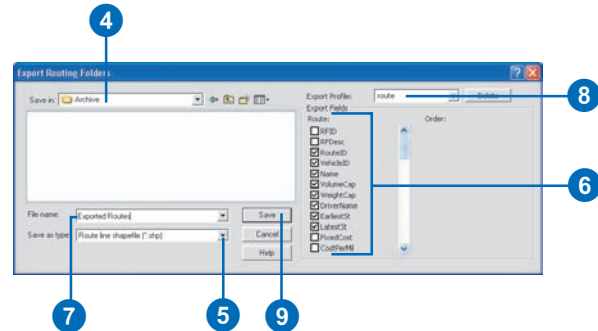 4
Export Routing Folders
Save in: Archive
Export Profile: route Delete
8
Export Fields
Route: Order:
RFID
RFDesc
RouteID
VehicleID
Name
VolumeCap
WeightCap
DriverName
EarliestSt
LatestSt
FixedCost
CostPerMil
6
File name: Exported Routes Save
Save as type: Route line shapefile (*.shp) Cancel
Help
7
5
9